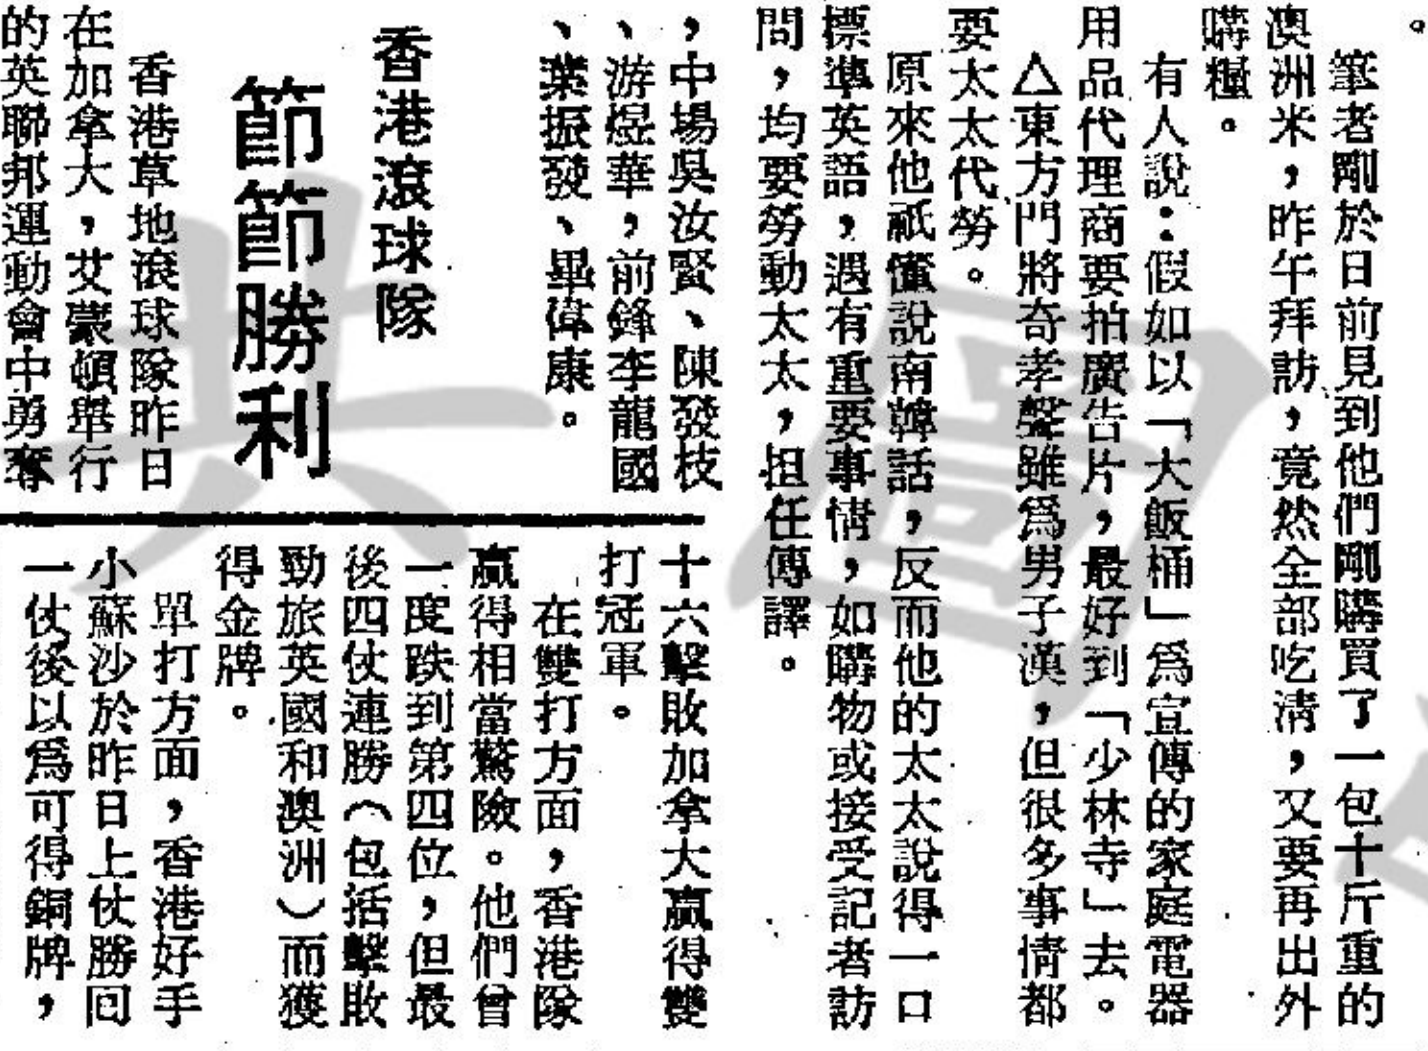 。
筆者剛於日前見到他們剛購買了一包十斤重的
澳洲米，昨午拜訪，竟然全部吃清，又要再出外
購糧。
有人說：假如以「大飯桶」爲宣傳的家庭電器
用品代理商要拍廣告片，最好到「少林寺」去。
△東方門將奇孝聲雖爲男子漢，但很多事情都
要太太代勞。
原來他祇懂說南韓話，反而他的太太說得一口
標準英語，遇有重要事情，如購物或接受記者訪
問，均要勞動太太，担任傳譯。
，中場吳汝賢、陳發枝
、游煜華，前鋒李龍國
、葉振發、畢偉康。
香港滾球隊
節節勝利
香港草地滾球隊昨日
在加拿大，艾蒙頓舉行
的英聯邦運動會中勇奪
十六擊敗加拿大贏得雙
打冠軍。
在雙打方面，香港隊
贏得相當驚險。他們曾
一度跌到第四位，但最
後四仗連勝（包括擊敗
勁旅英國和澳洲）而獲
得金牌。
單打方面，香港好手
小蘇沙於昨日上仗勝回
一仗後以爲可得銅牌，